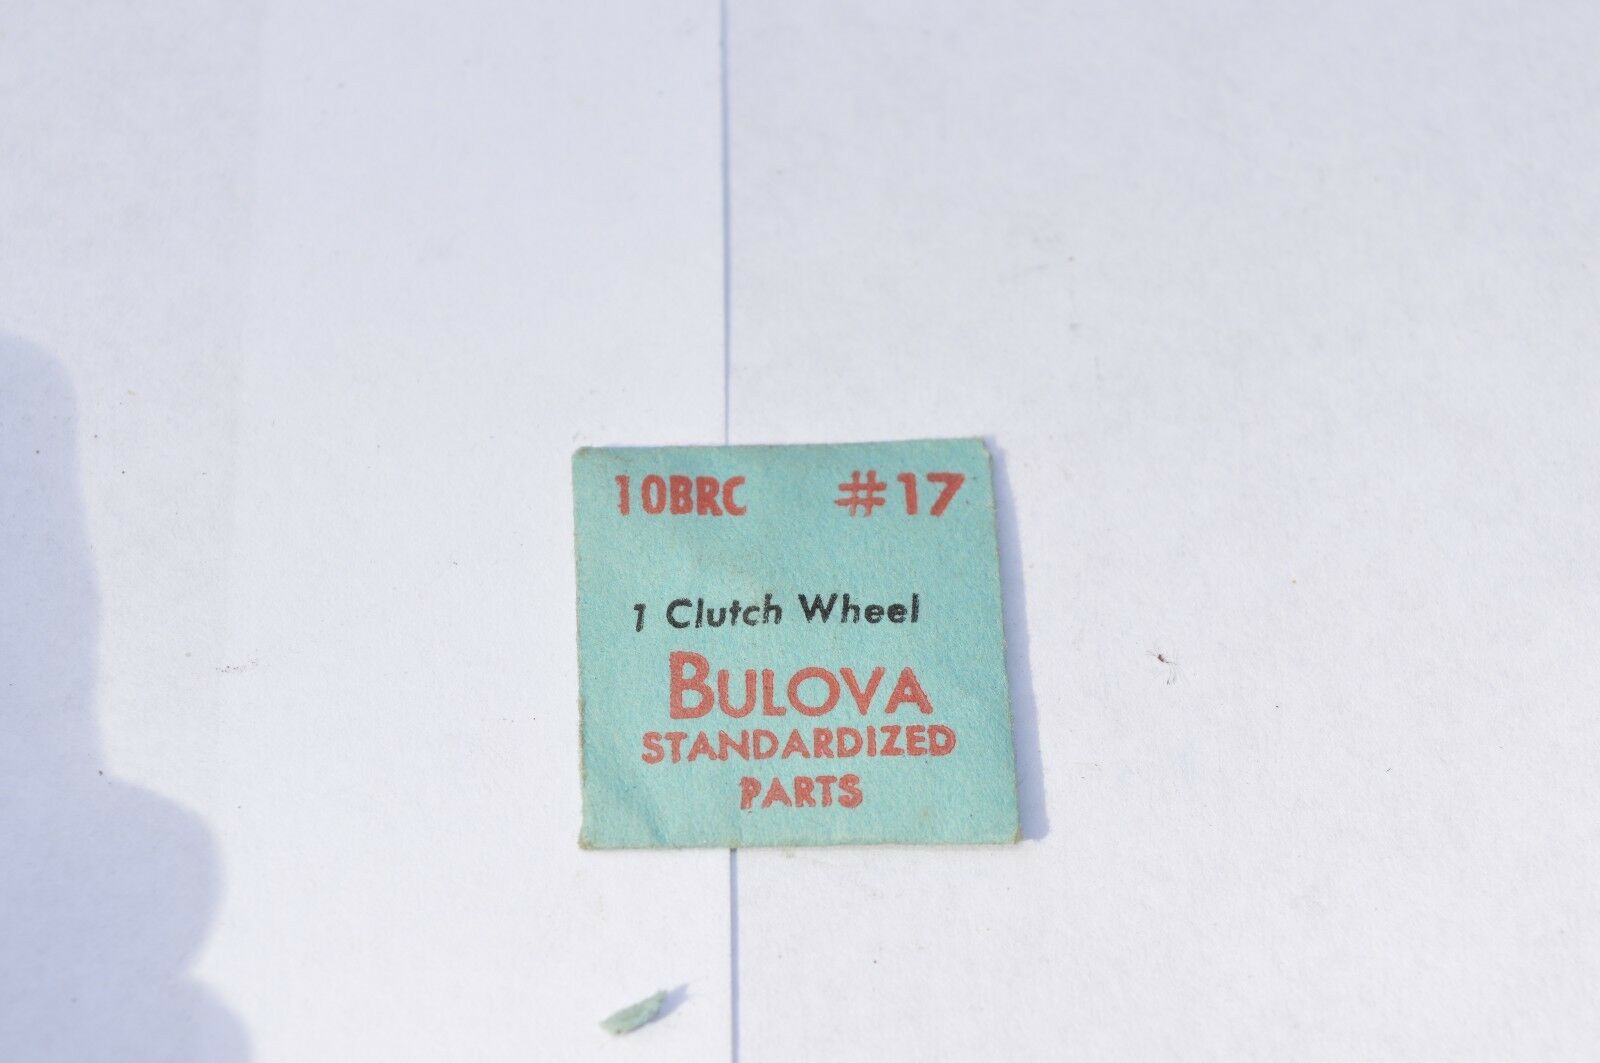 10BRC #17
1 Clutch Wheel
BULOVA
STANDARDIZED
PARTS